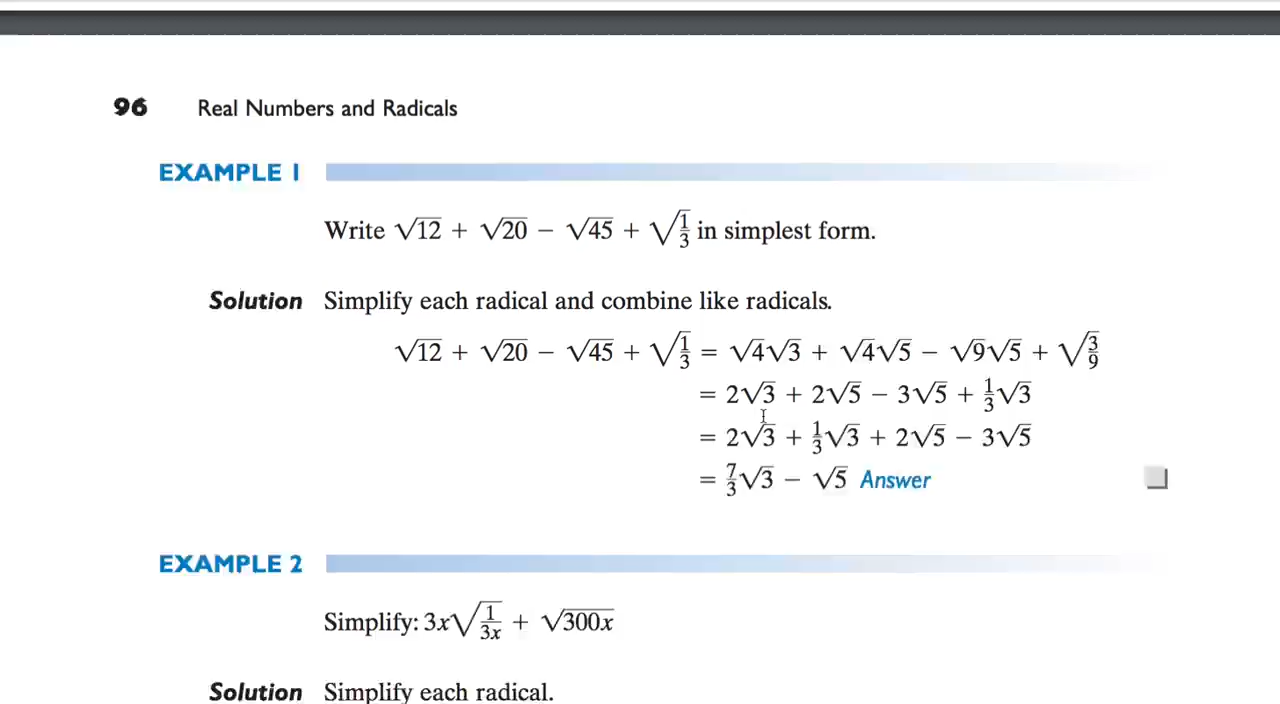 96 Real Numbers and Radicals
EXAMPLE 1
Write √12 + √20 − √45 + √(1/3) in simplest form.
Solution Simplify each radical and combine like radicals.
√12 + √20 − √45 + √(1/3) = √4√3 + √4√5 − √9√5 + √(3/9)
= 2√3 + 2√5 − 3√5 + 1/3√3
= 2√3 + 1/3√3 + 2√5 − 3√5
= 7/3√3 − √5 Answer
EXAMPLE 2
Simplify: 3x√(1/3x) + √300x
Solution Simplify each radical.